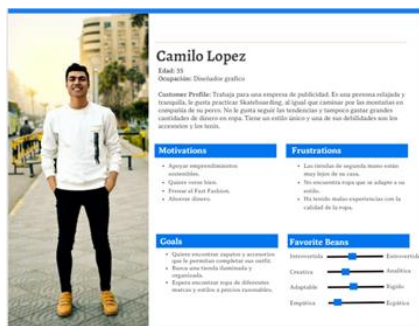 Camilo Lopez
Edad: 35
Ocupación: Diseñador grafico
Customer Profile: Trabaja para una empresa de publicidad. Es una persona relajada y
tranquila, le gusta practicar Skateboarding, al igual que caminar por las montañas en
compañía de su perro. No le gusta seguir las tendencias y tampoco gastar grandes
cantidades de dinero en ropa. Tiene un estilo único y una de sus debilidades son los
accesorios y los tenis.
Motivations
Apoyar emprendimientos
sostenibles.
Quiere verse bien.
Frenar el Fast Fashion.
Ahorrar dinero.
Frustrations
Las tiendas de segunda mano están
muy lejos de su casa.
No encuentra ropa que se adapte a su
estilo.
Ha tenido malas experiencias con la
calidad de la ropa.
Goals
Quiere encontrar zapatos y accesorios
que le permitan completar sus outfit.
Busca una tienda iluminada y
organizada.
Espera encontrar ropa de diferentes
marcas y estilos a precios razonables.
Favorite Beans
Introvertida Extrovertida
Creativa Analítica
Adaptable Rígido
Empática Egoática